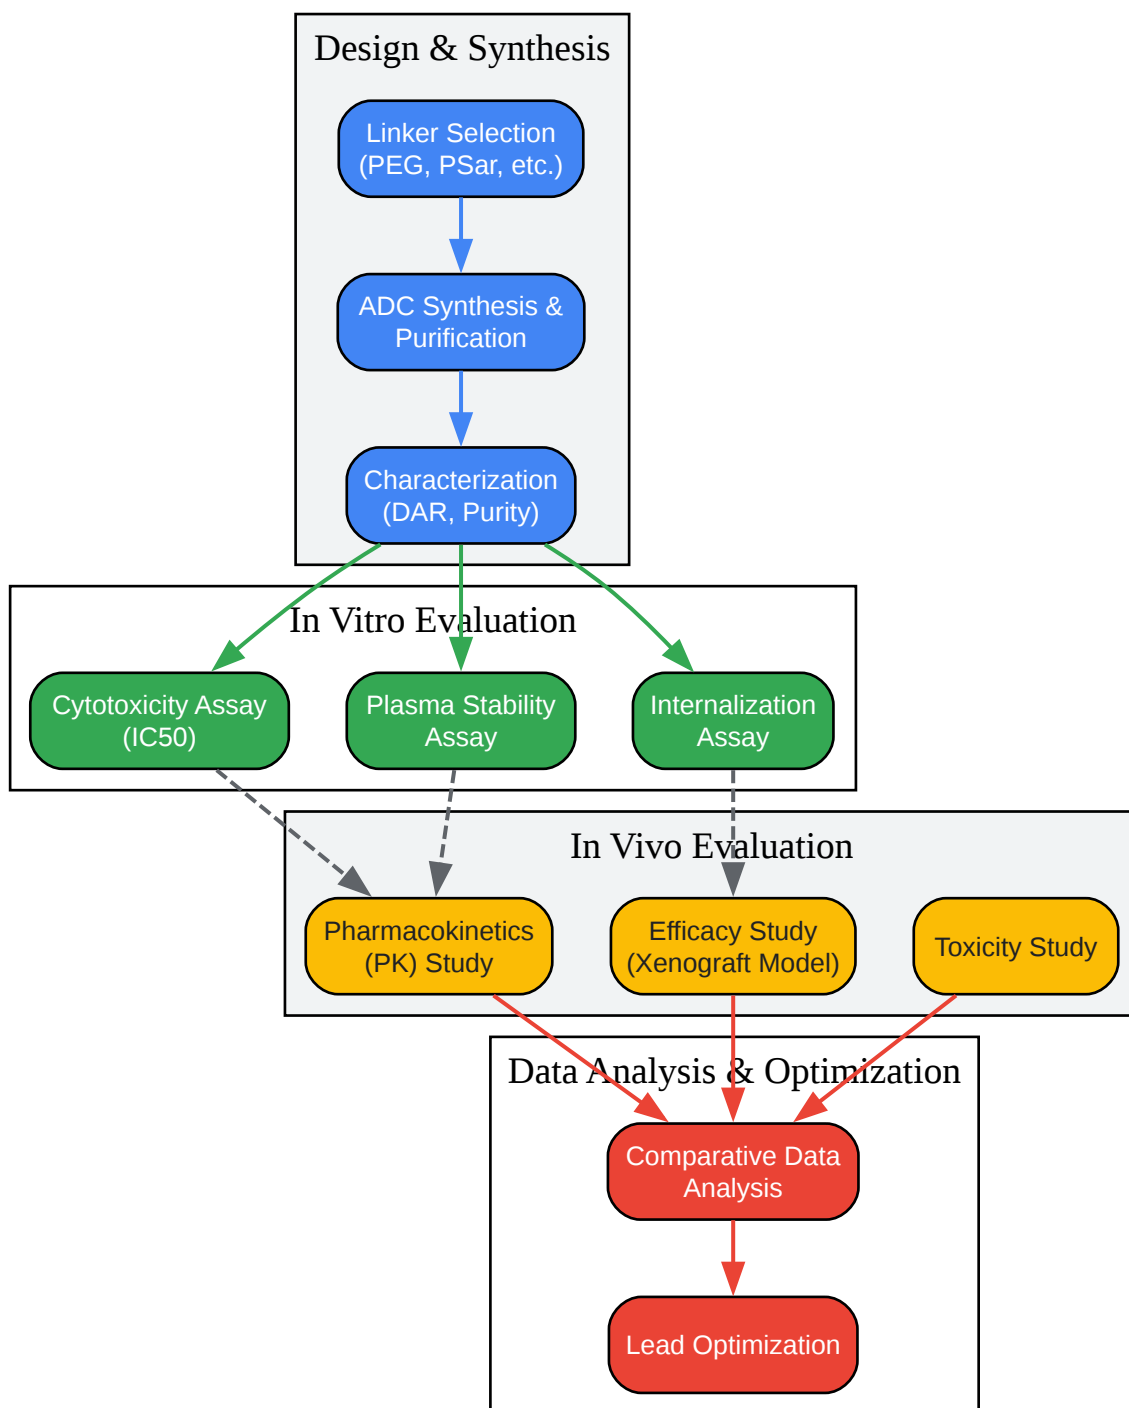 Design & Synthesis
Linker Selection
(PEG, PSar, etc.)
ADC Synthesis &
Purification
Characterization
(DAR, Purity)
In Vitro Evaluation
Cytotoxicity Assay
(IC50)
Plasma Stability
Assay
Internalization
Assay
In Vivo Evaluation
Pharmacokinetics
(PK) Study
Efficacy Study
(Xenograft Model)
Toxicity Study
Data Analysis & Optimization
Comparative Data
Analysis
Lead Optimization